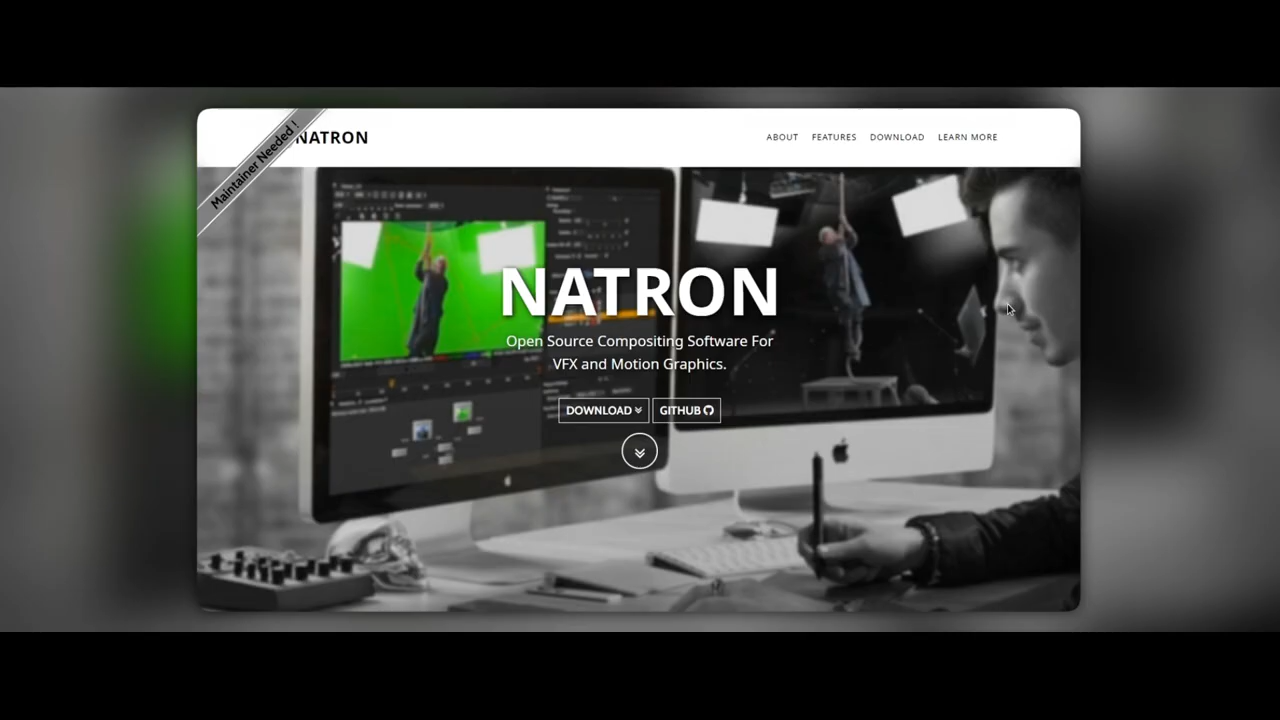 Maintainer Needed !
NATRON
ABOUT FEATURES DOWNLOAD LEARN MORE
NATRON
Open Source Compositing Software For
VFX and Motion Graphics.
DOWNLOAD GITHUB